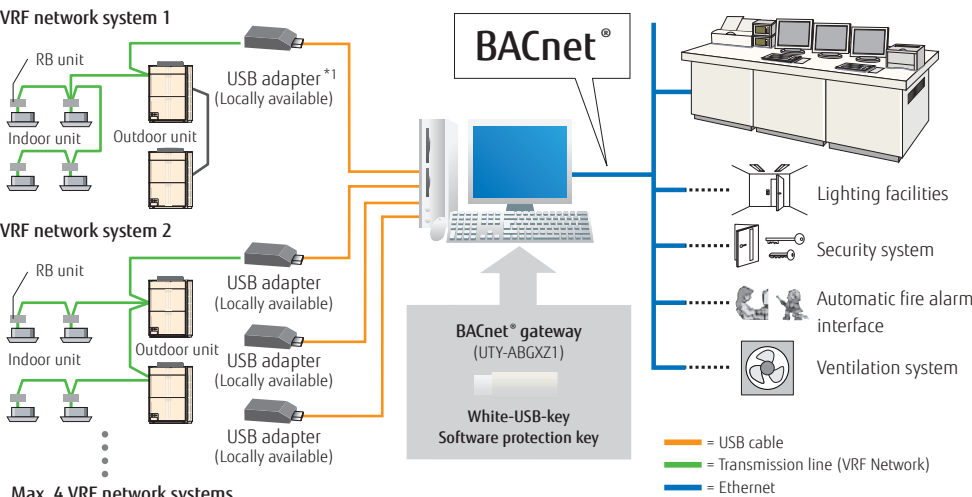 VRF network system 1
RB unit
Indoor unit
Outdoor unit
USB adapter *1
(Locally available)
VRF network system 2
RB unit
Indoor unit
Outdoor unit
USB adapter
(Locally available)
USB adapter
(Locally available)
USB adapter
(Locally available)
Max. 4 VRF network systems
BACnet®
BACnet® gateway
(UTY-ABGXZ1)
White-USB-key
Software protection key
Lighting facilities
Security system
Automatic fire alarm
interface
Ventilation system
= USB cable
= Transmission line (VRF Network)
= Ethernet